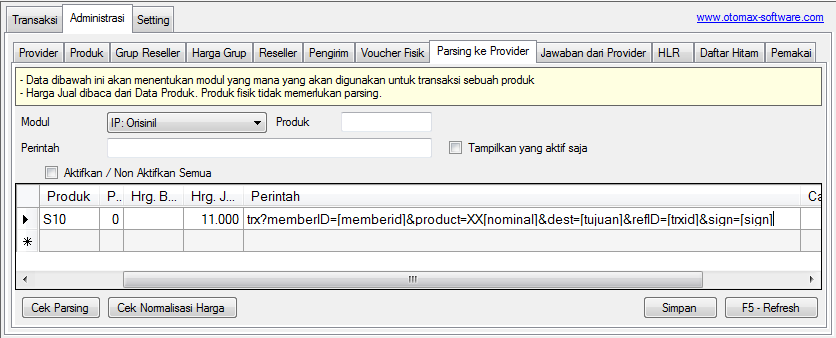 Transaksi Administrasi Setting www.otomax-software.com
Provider Produk Grup Reseller Harga Grup Reseller Pengirim Voucher Fisik Parsing ke Provider Jawaban dari Provider HLR Daftar Hitam Pemakai
- Data dibawah ini akan menentukan modul yang mana yang akan digunakan untuk transaksi sebuah produk
- Harga Jual dibaca dari Data Produk. Produk fisik tidak memerlukan parsing.
Modul IP: Orisinil Produk
Perintah Tampilkan yang aktif saja
Aktifkan / Non Aktifkan Semua
Produk P.. Hrg. B... Hrg. J... Perintah Ca
S10 0 11.000 trx?memberID=[memberid]&product=XX[nominal]&dest=[tujuan]&refID=[trxid]&sign=[sign]
Cek Parsing Cek Normalisasi Harga Simpan F5 - Refresh